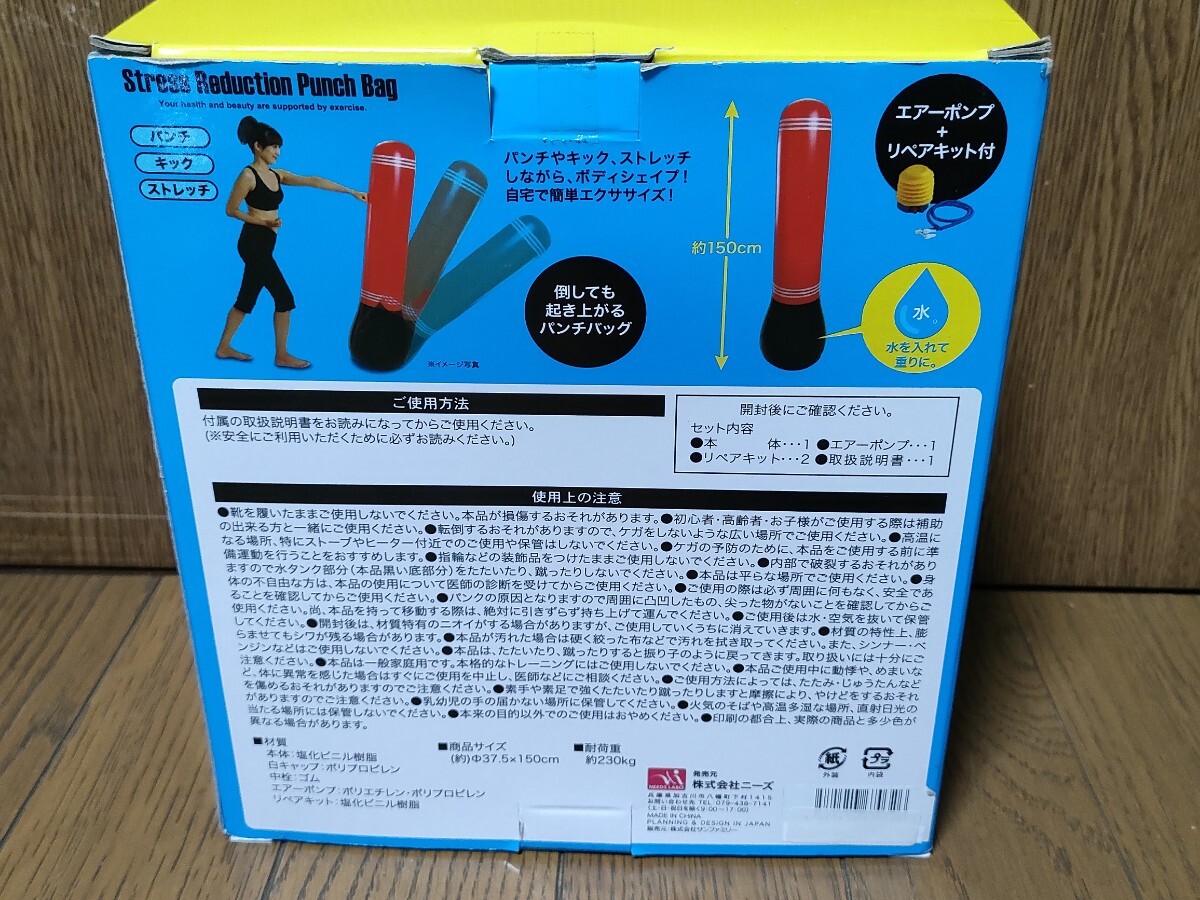 Stress Reduction Punch Bag
Your health and beauty are supported by exercise.
パンチ
キック
ストレッチ
パンチやキック、ストレッチ
しながら、ボディシェイプ!
自宅で簡単エクササイズ!
倒しても
起き上がる
パンチバッグ
※イメージ写真
約150cm
エアーポンプ
+
リペアキット付
水。
水を入れて
重りに。
ご使用方法
付属の取扱説明書をお読みになってからご使用ください。
(※安全にご利用いただくために必ずお読みください。)
開封後にご確認ください。
セット内容
●本　　体・・・1 ●エアーポンプ・・・1
●リペアキット・・・2 ●取扱説明書・・・1
使用上の注意
●靴を履いたままご使用しないでください。本品が損傷するおそれがあります。●初心者・高齢者・お子様がご使用する際は補助
の出来る方と一緒にご使用ください。●転倒するおそれがありますので、ケガをしないような広い場所でご使用ください。●高温に
なる場所、特にストーブやヒーター付近でのご使用や保管はしないでください。●ケガの予防のために、本品をご使用する前に準
備運動を行うことをおすすめします。●指輪などの装飾品をつけたままご使用しないでください。●内部で破裂するおそれがあり
ますので水タンク部分(本品黒い底部分)をたたいたり、蹴ったりしないでください。●本品は平らな場所でご使用ください。●身
体の不自由な方は、本品の使用について医師の診断を受けてからご使用ください。●ご使用の際は必ず周囲に何もなく、安全であ
ることを確認してからご使用ください。●パンクの原因となりますので周囲に凸凹したもの、尖った物がないことを確認してからご
使用ください。尚、本品を持って移動する際は、絶対に引きずらず持ち上げて運んでください。●ご使用後は水・空気を抜いて保管
してください。●開封後は、材質特有のニオイがする場合がありますが、ご使用していくうちに消えていきます。●材質の特性上、膨
らませてもシワが残る場合があります。●本品が汚れた場合は硬く絞った布などで汚れを拭き取ってください。また、シンナー・ベ
ンジンなどはご使用しないでください。●本品は、たたいたり、蹴ったりすると振り子のように戻ってきます。取り扱いには十分にご
注意ください。●本品は一般家庭用です。本格的なトレーニングにはご使用しないでください。●本品ご使用中に動悸や、めまいな
ど、体に異常を感じた場合はすぐにご使用を中止し、医師などにご相談ください。●ご使用方法によっては、たたみ・じゅうたんなど
を傷めるおそれがありますのでご注意ください。●素手や素足で強くたたいたり蹴ったりしますと摩擦により、やけどをするおそれ
がありますのでご注意ください。●乳幼児の手の届かない場所に保管してください。●火気のそばや高温多湿な場所、直射日光の
当たる場所には保管しないでください。●本来の目的以外でのご使用はおやめください。●印刷の都合上、実際の商品と多少色が
異なる場合があります。
■材質
本体:塩化ビニル樹脂
白キャップ:ポリプロピレン
中栓:ゴム
エアーポンプ:ポリエチレン・ポリプロピレン
リペアキット:塩化ビニル樹脂
■商品サイズ
(約)Φ37.5×150cm
■耐荷重
約230kg
NEEDS LABO
発売元
株式会社ニーズ
兵庫県加古川市八幡町下村1415
お問い合わせ先 TEL:079-438-7141
(土・日・祝日を除く9:00〜17:00)
MADE IN CHINA
PLANNING & DESIGN IN JAPAN
販売元:株式会社サンファミリー
紙
外装
プラ
内袋